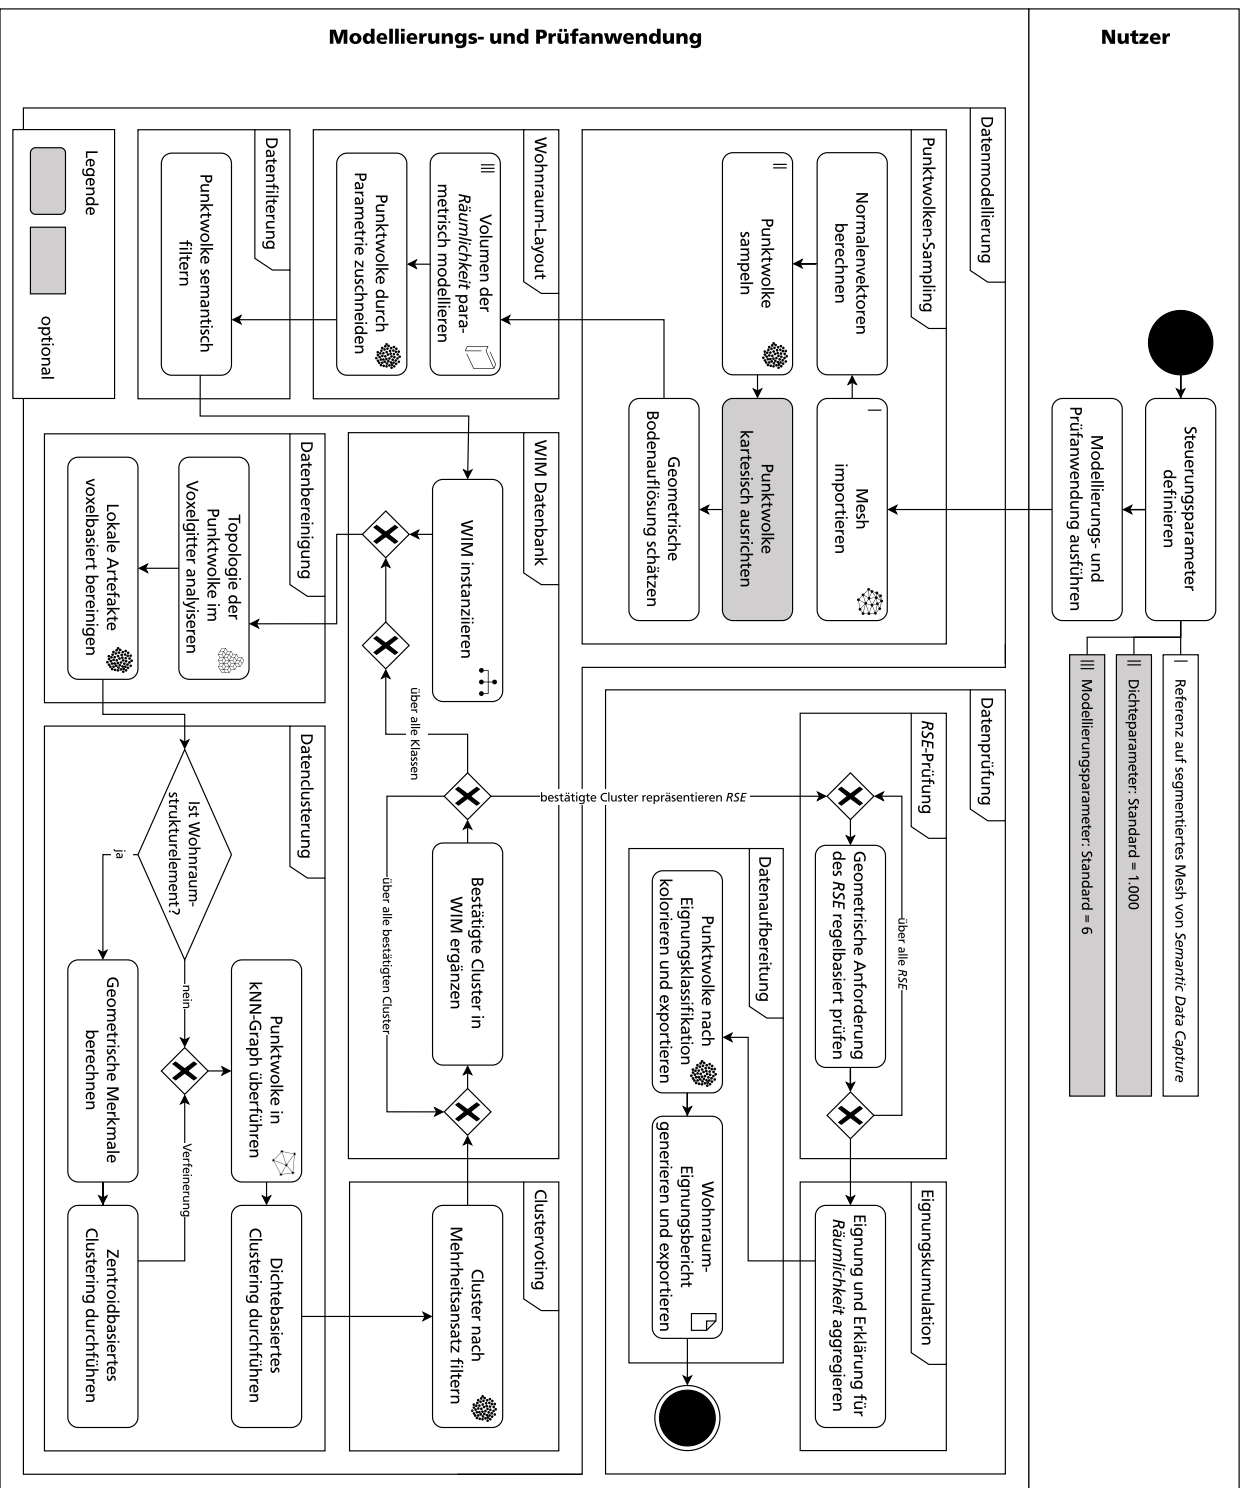 Modellierungs- und Prüfanwendung
Nutzer
Steuerungsparameter
definieren
Modellierungs- und
Prüfanwendung ausführen
| Referenz auf segmentiertes Mesh von Semantic Data Capture
|| Dichteparameter: Standard = 1.000
||| Modellierungsparameter: Standard = 6
Datenmodellierung
Punktwolken-Sampling
|
Mesh
importieren
Normalenvektoren
berechnen
||
Punktwolke
sampeln
Punktwolke
kartesisch ausrichten
Geometrische
Bodenauflösung schätzen
Wohnraum-Layout
|||
Volumen der
Räumlichkeit para-
metrisch modellieren
Punktwolke durch
Parametrie zuschneiden
Datenfilterung
Punktwolke semantisch
filtern
Legende
optional
WIM Datenbank
WIM instanziieren
über alle Klassen
Bestätigte Cluster in
WIM ergänzen
über alle bestätigten Cluster
bestätigte Cluster repräsentieren RSE
Datenbereinigung
Topologie der
Punktwolke im
Voxelgitter analyiseren
Lokale Artefakte
voxelbasiert bereinigen
Datenclusterung
Ist Wohnraum-
strukturelement?
ja
nein
Geometrische Merkmale
berechnen
Zentroidbasiertes
Clustering durchführen
Verfeinerung
Punktwolke in
kNN-Graph überführen
Dichtebasiertes
Clustering durchführen
Clustervoting
Cluster nach
Mehrheitsansatz filtern
Datenprüfung
RSE-Prüfung
Geometrische Anforderung
des RSE regelbasiert prüfen
über alle RSE
Eignungskumulation
Eignung und Erklärung für
Räumlichkeit aggregieren
Datenaufbereitung
Punktwolke nach
Eignungsklassifikation
kolorieren und exportieren
Wohnraum-
Eignungsbericht
generieren und exportieren